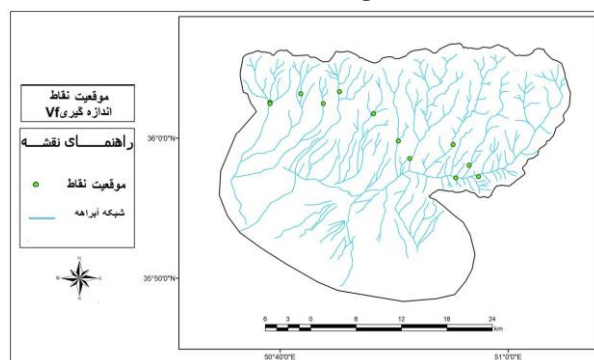 موقعیت نقاط
اندازه گیری Vf
راهنمـــــای نقشـــه
موقعیت نقاط
شبکه آبراهه
N
36°0'0"N
35°50'0"N
6 3 0 6 12 18 24
km
50°40'0"E
51°0'0"E